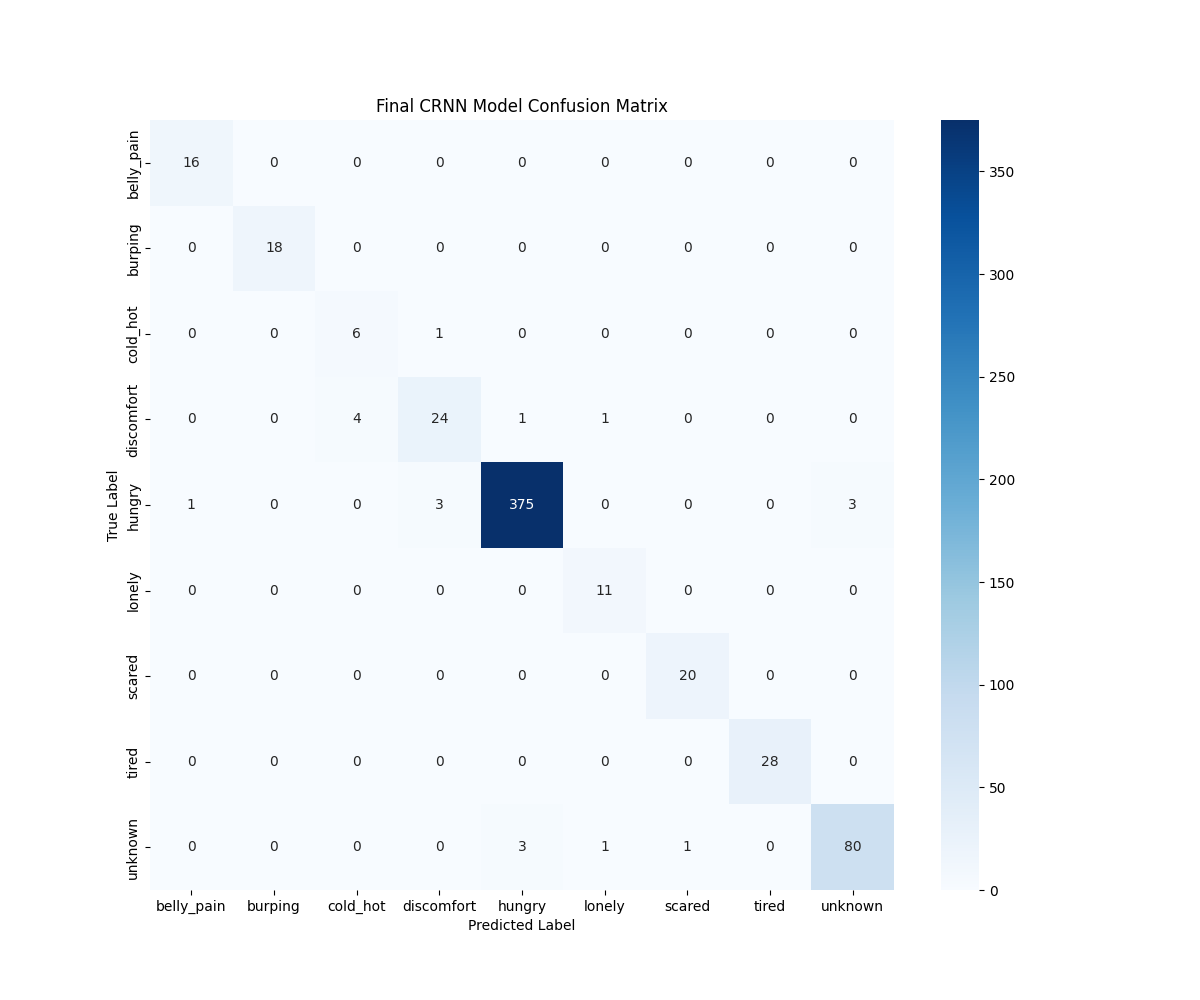 Final CRNN Model Confusion Matrix
True Label
belly_pain 16 0 0 0 0 0 0 0 0
burping 0 18 0 0 0 0 0 0 0
cold_hot 0 0 6 1 0 0 0 0 0
discomfort 0 0 4 24 1 1 0 0 0
hungry 1 0 0 3 375 0 0 0 3
lonely 0 0 0 0 0 11 0 0 0
scared 0 0 0 0 0 0 20 0 0
tired 0 0 0 0 0 0 0 28 0
unknown 0 0 0 0 3 1 1 0 80
belly_pain burping cold_hot discomfort hungry lonely scared tired unknown
Predicted Label
350
300
250
200
150
100
50
0